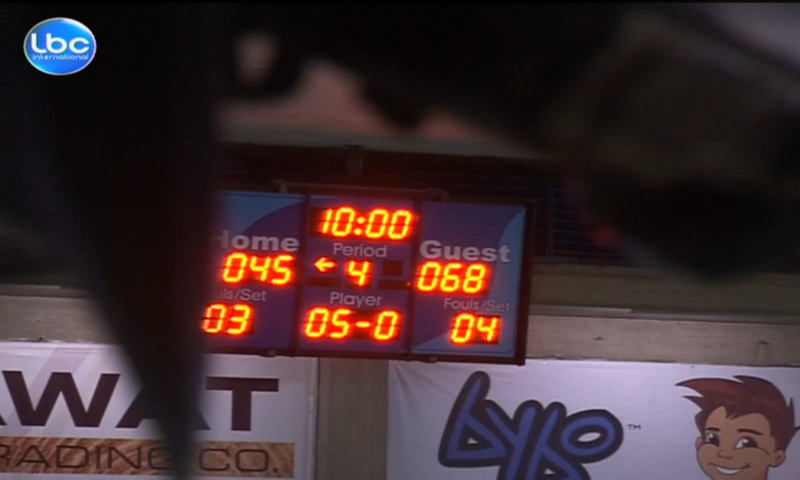 lbc
international
10:00
Home Period Guest
045 4 068
Fouls/Set
Player
03 05-0 04
AWAT
RADING CO.
bybo™